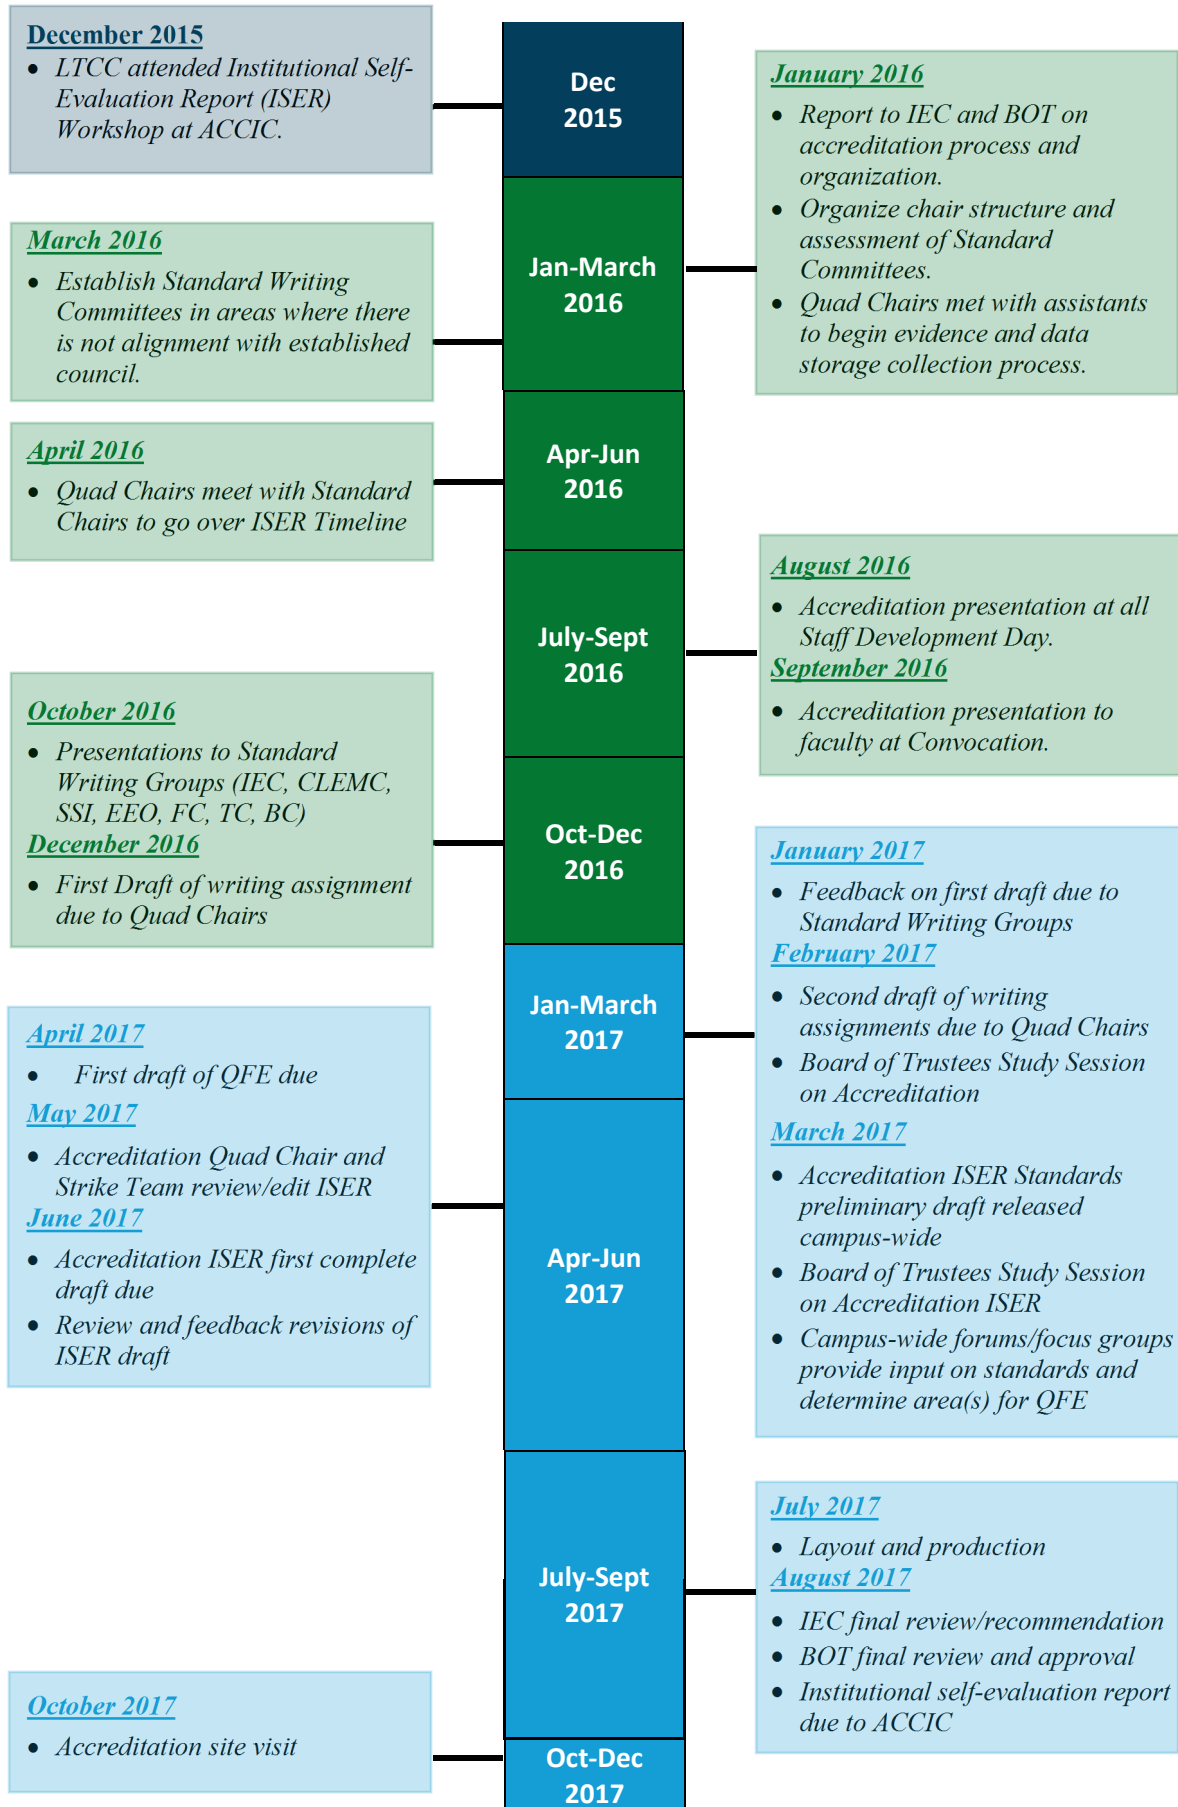 December 2015
• LTCC attended Institutional Self-
Evaluation Report (ISER)
Workshop at ACCIC.
Dec
2015
January 2016
• Report to IEC and BOT on
accreditation process and
organization.
• Organize chair structure and
assessment of Standard
Committees.
• Quad Chairs met with assistants
to begin evidence and data
storage collection process.
Jan-March
2016
March 2016
• Establish Standard Writing
Committees in areas where there
is not alignment with established
council.
April 2016
• Quad Chairs meet with Standard
Chairs to go over ISER Timeline
Apr-Jun
2016
August 2016
• Accreditation presentation at all
Staff Development Day.
September 2016
• Accreditation presentation to
faculty at Convocation.
July-Sept
2016
October 2016
• Presentations to Standard
Writing Groups (IEC, CLEMC,
SSI, EEO, FC, TC, BC)
December 2016
• First Draft of writing assignment
due to Quad Chairs
Oct-Dec
2016
January 2017
• Feedback on first draft due to
Standard Writing Groups
February 2017
• Second draft of writing
assignments due to Quad Chairs
• Board of Trustees Study Session
on Accreditation
March 2017
• Accreditation ISER Standards
preliminary draft released
campus-wide
• Board of Trustees Study Session
on Accreditation ISER
• Campus-wide forums/focus groups
provide input on standards and
determine area(s) for QFE
Jan-March
2017
April 2017
• First draft of QFE due
May 2017
• Accreditation Quad Chair and
Strike Team review/edit ISER
June 2017
• Accreditation ISER first complete
draft due
• Review and feedback revisions of
ISER draft
Apr-Jun
2017
July 2017
• Layout and production
August 2017
• IEC final review/recommendation
• BOT final review and approval
• Institutional self-evaluation report
due to ACCIC
July-Sept
2017
October 2017
• Accreditation site visit
Oct-Dec
2017